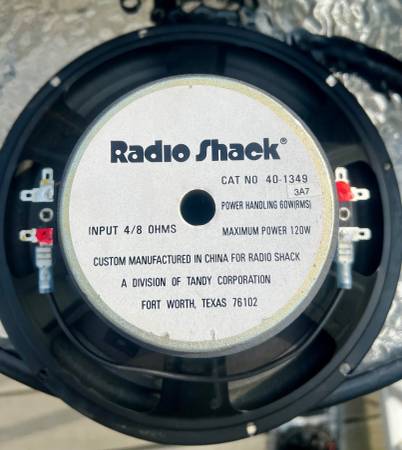 Radio Shack®
CAT NO 40-1349
3A7
POWER HANDLING 60W(RMS)
INPUT 4/8 OHMS
MAXIMUM POWER 120W
CUSTOM MANUFACTURED IN CHINA FOR RADIO SHACK
A DIVISION OF TANDY CORPORATION
FORT WORTH, TEXAS 76102